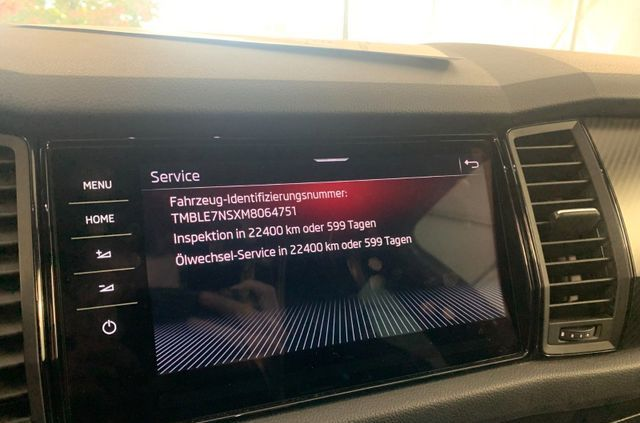 MENU
HOME
Service
Fahrzeug-Identifizierungsnummer:
TMBLE7NSXM8064751
Inspektion in 22400 km oder 599 Tagen
Ölwechsel-Service in 22400 km oder 599 Tagen